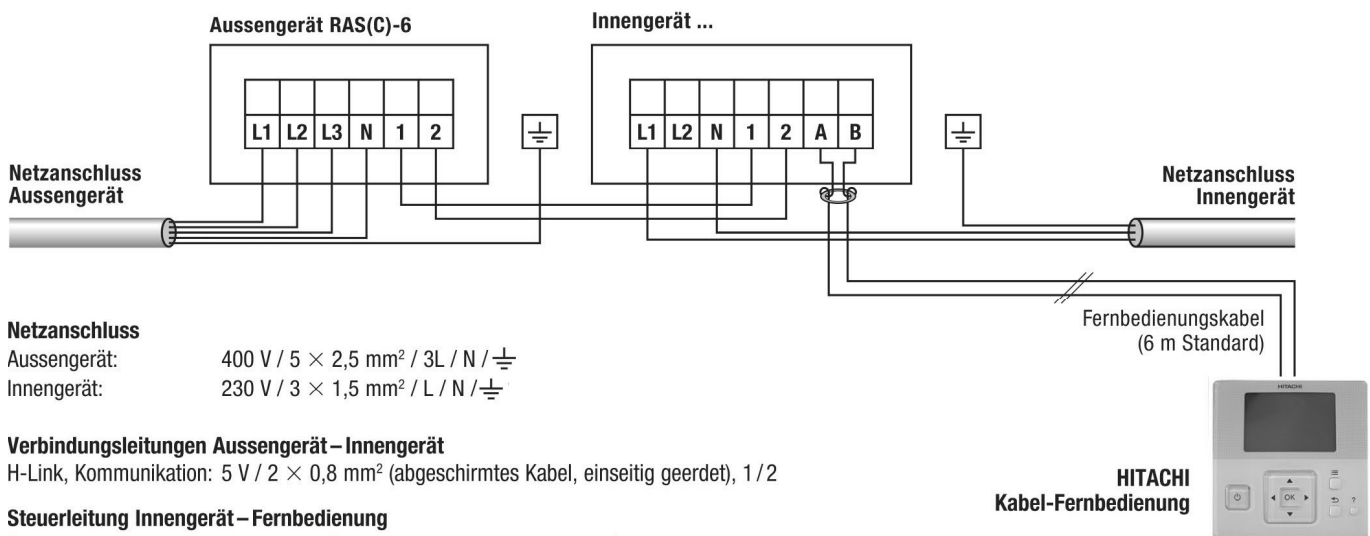 Aussengerät RAS(C)-6
Innengerät ...
L1 L2 L3 N 1 2
L1 L2 N 1 2 A B
Netzanschluss
Aussengerät
Netzanschluss
Innengerät
Fernbedienungskabel
(6 m Standard)
Netzanschluss
Aussengerät: 400 V / 5 × 2,5 mm² / 3L / N / ⏚
Innengerät: 230 V / 3 × 1,5 mm² / L / N / ⏚
Verbindungsleitungen Aussengerät – Innengerät
H-Link, Kommunikation: 5 V / 2 × 0,8 mm² (abgeschirmtes Kabel, einseitig geerdet), 1 / 2
HITACHI
Kabel-Fernbedienung
HITACHI
OK
?
Steuerleitung Innengerät – Fernbedienung